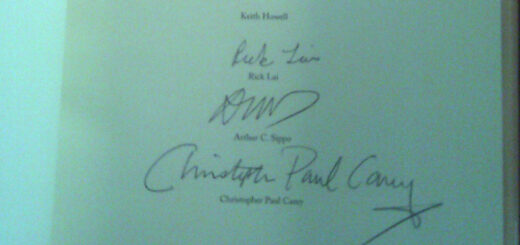 Keith Howell
Rick Lai
Rick Lai
Arthur C. Sippo
Christopher Paul Carey
Christopher Paul Carey